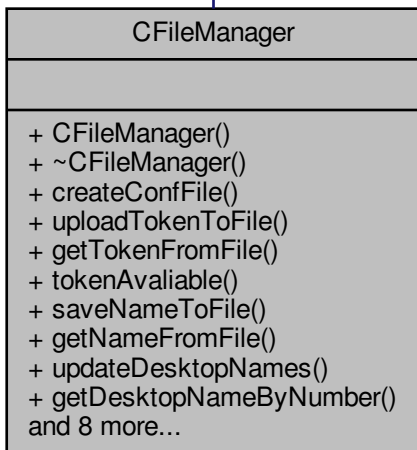 CFileManager
+ CFileManager()
+ ~CFileManager()
+ createConfFile()
+ uploadTokenToFile()
+ getTokenFromFile()
+ tokenAvaliable()
+ saveNameToFile()
+ getNameFromFile()
+ updateDesktopNames()
+ getDesktopNameByNumber()
and 8 more...